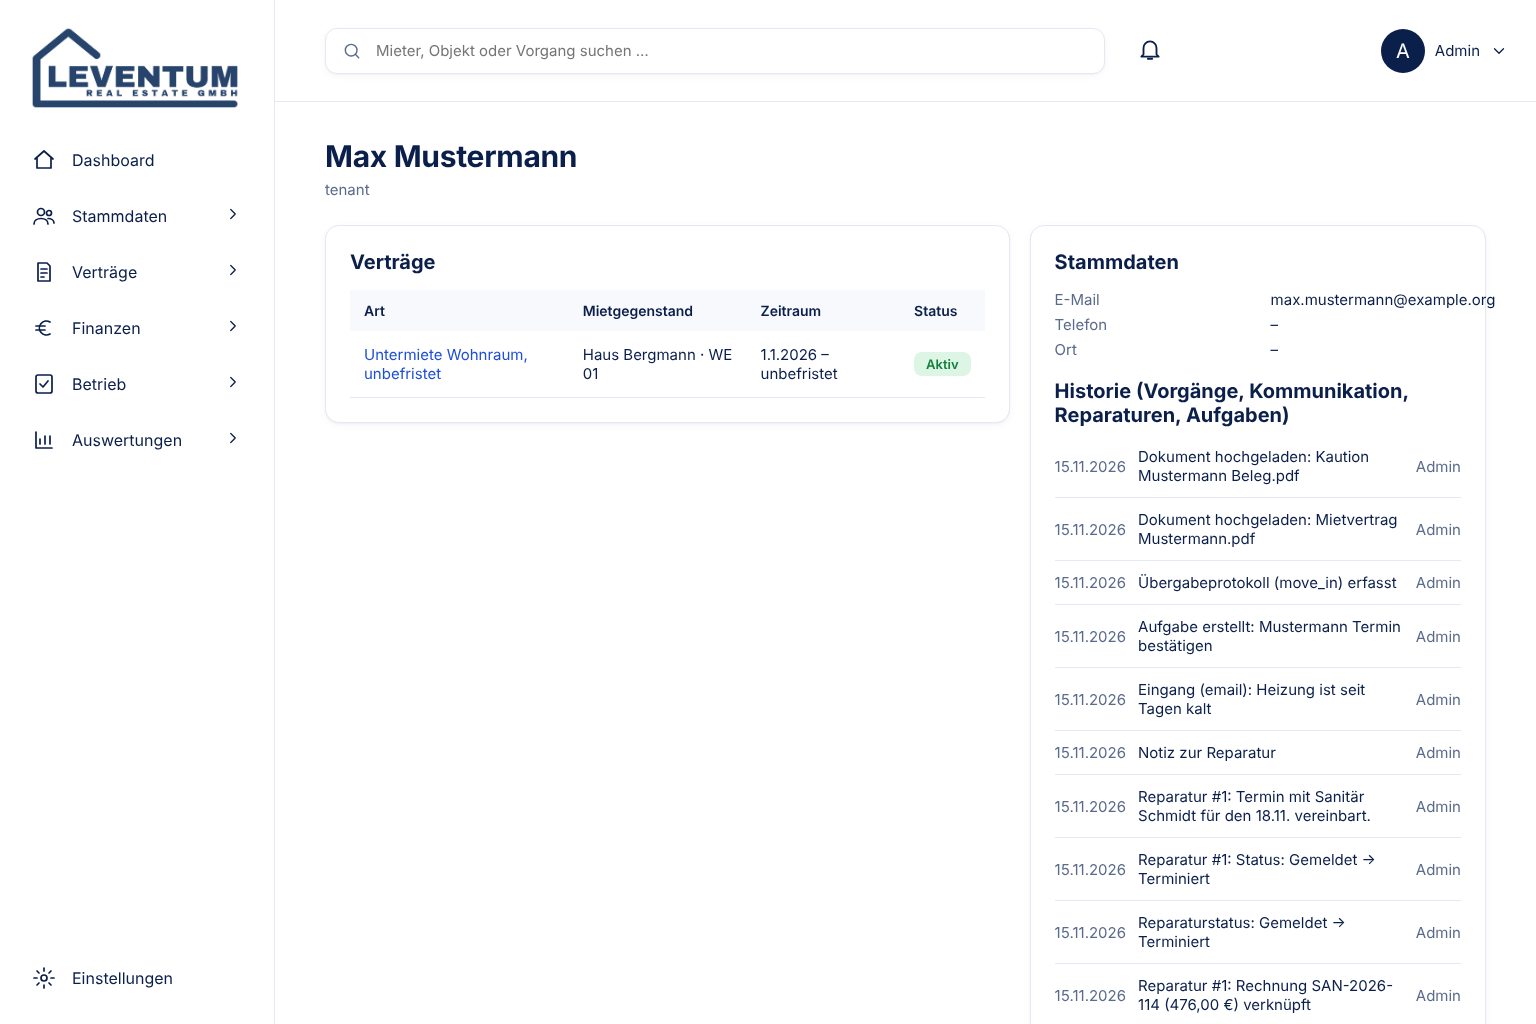 LEVENTUM
REAL ESTATE GMBH
Mieter, Objekt oder Vorgang suchen ...
A
Admin
Dashboard
Stammdaten
Verträge
Finanzen
Betrieb
Auswertungen
Einstellungen
Max Mustermann
tenant
Verträge
Art Mietgegenstand Zeitraum Status
Untermiete Wohnraum, unbefristet
Haus Bergmann · WE 01
1.1.2026 – unbefristet
Aktiv
Stammdaten
E-Mail max.mustermann@example.org
Telefon –
Ort –
Historie (Vorgänge, Kommunikation,
Reparaturen, Aufgaben)
15.11.2026 Dokument hochgeladen: Kaution Mustermann Beleg.pdf Admin
15.11.2026 Dokument hochgeladen: Mietvertrag Mustermann.pdf Admin
15.11.2026 Übergabeprotokoll (move_in) erfasst Admin
15.11.2026 Aufgabe erstellt: Mustermann Termin bestätigen Admin
15.11.2026 Eingang (email): Heizung ist seit Tagen kalt Admin
15.11.2026 Notiz zur Reparatur Admin
15.11.2026 Reparatur #1: Termin mit Sanitär Schmidt für den 18.11. vereinbart. Admin
15.11.2026 Reparatur #1: Status: Gemeldet → Terminiert Admin
15.11.2026 Reparaturstatus: Gemeldet → Terminiert Admin
15.11.2026 Reparatur #1: Rechnung SAN-2026-114 (476,00 €) verknüpft Admin